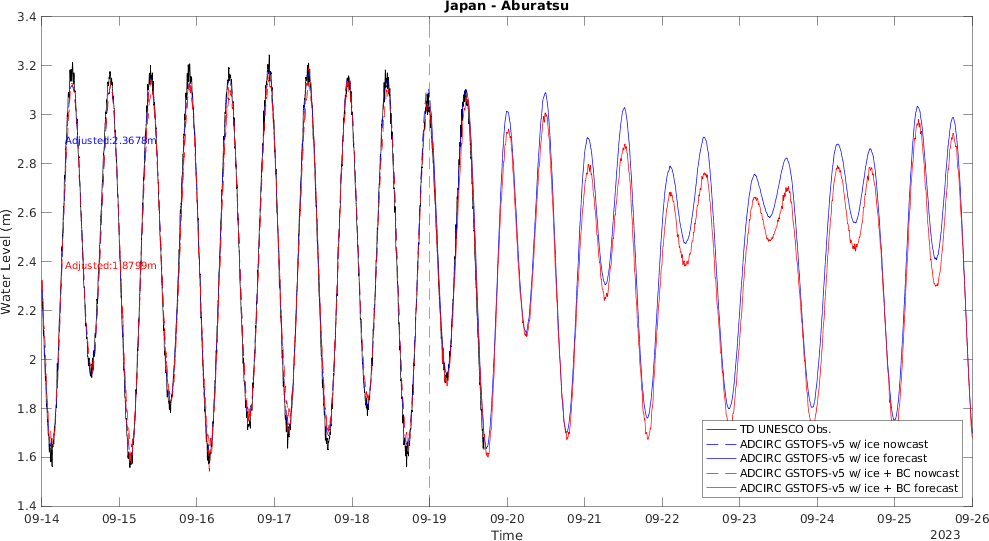 Japan - Aburatsu
3.4
3.2
3
2.8
2.6
2.4
2.2
2
1.8
1.6
1.4
Water Level (m)
Adjusted:2.3678m
Adjusted:1.8799m
TD UNESCO Obs.
ADCIRC GSTOFS-v5 w/ ice nowcast
ADCIRC GSTOFS-v5 w/ ice forecast
ADCIRC GSTOFS-v5 w/ ice + BC nowcast
ADCIRC GSTOFS-v5 w/ ice + BC forecast
09-14 09-15 09-16 09-17 09-18 09-19 09-20 09-21 09-22 09-23 09-24 09-25 09-26
Time
2023